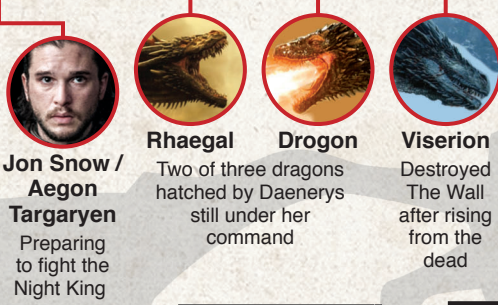 Jon Snow /
Aegon
Targaryen
Preparing
to fight the
Night King
Rhaegal
Drogon
Two of three dragons
hatched by Daenerys
still under her
command
Viserion
Destroyed
The Wall
after rising
from the
dead